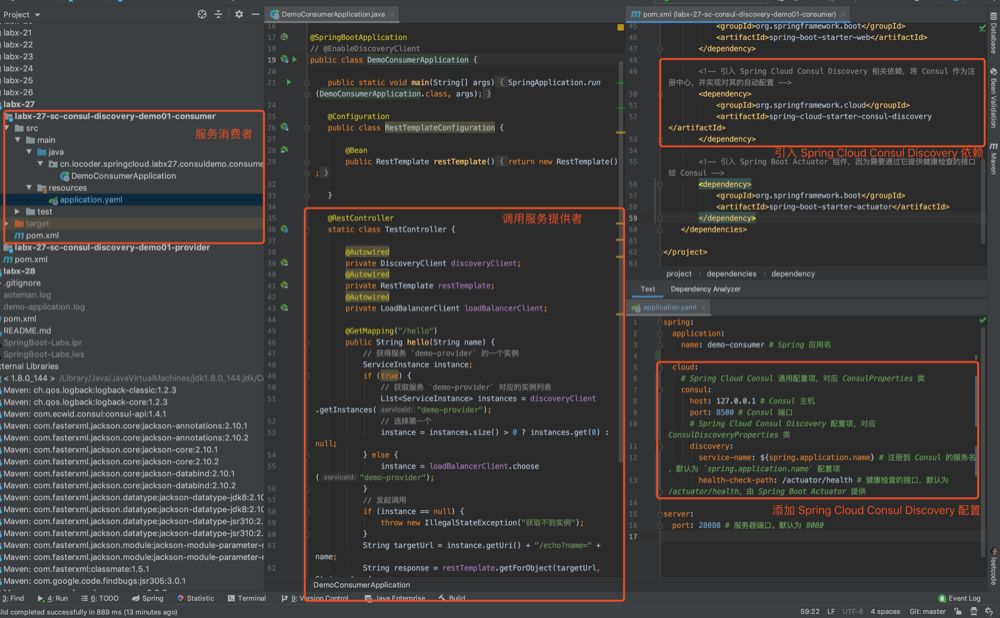 Project
labx-21
labx-22
labx-23
labx-24
labx-25
labx-26
labx-27
labx-27-sc-consul-discovery-demo01-consumer
服务消费者
src
main
java
cn.iocoder.springcloud.labx27.consuldemo.consume
DemoConsumerApplication
resources
application.yaml
test
target
pom.xml
labx-27-sc-consul-discovery-demo01-provider
pom.xml
labx-28
.gitignore
aoteman.log
demo-application.log
pom.xml
README.md
SpringBoot-Labs.ipr
SpringBoot-Labs.iws
xternal Libraries
< 1.8.0_144 > /Library/Java/JavaVirtualMachines/jdk1.8.0_144.jdk/Co
Maven: ch.qos.logback:logback-classic:1.2.3
Maven: ch.qos.logback:logback-core:1.2.3
Maven: com.ecwid.consul:consul-api:1.4.1
Maven: com.fasterxml.jackson.core:jackson-annotations:2.10.1
Maven: com.fasterxml.jackson.core:jackson-annotations:2.10.2
Maven: com.fasterxml.jackson.core:jackson-core:2.10.1
Maven: com.fasterxml.jackson.core:jackson-core:2.10.2
Maven: com.fasterxml.jackson.core:jackson-databind:2.10.1
Maven: com.fasterxml.jackson.core:jackson-databind:2.10.2
Maven: com.fasterxml.jackson.datatype:jackson-datatype-jdk8:2.10
Maven: com.fasterxml.jackson.datatype:jackson-datatype-jdk8:2.10
Maven: com.fasterxml.jackson.datatype:jackson-datatype-jsr310:2.
Maven: com.fasterxml.jackson.datatype:jackson-datatype-jsr310:2.
Maven: com.fasterxml.jackson.module:jackson-module-parameter-n
Maven: com.fasterxml.jackson.module:jackson-module-parameter-n
Maven: com.fasterxml:classmate:1.5.1
Maven: com.google.code.findbugs:jsr305:3.0.1
DemoConsumerApplication.java
16
17 @SpringBootApplication
18 // @EnableDiscoveryClient
19 public class DemoConsumerApplication {
20
21 public static void main(String[] args) { SpringApplication.run
(DemoConsumerApplication.class, args); }
24
25 @Configuration
26 public class RestTemplateConfiguration {
27
28 @Bean
29 public RestTemplate restTemplate() { return new RestTemplate()
; }
32
33 }
34
35 @RestController
调用服务提供者
36 static class TestController {
37
38 @Autowired
39 private DiscoveryClient discoveryClient;
40 @Autowired
41 private RestTemplate restTemplate;
42 @Autowired
43 private LoadBalancerClient loadBalancerClient;
44
45 @GetMapping("/hello")
46 public String hello(String name) {
47 // 获得服务 `demo-provider` 的一个实例
48 ServiceInstance instance;
49 if (true) {
50 // 获取服务 `demo-provider` 对应的实例列表
51 List<ServiceInstance> instances = discoveryClient
.getInstances( serviceId: "demo-provider");
52 // 选择第一个
53 instance = instances.size() > 0 ? instances.get(0) :
null;
54 } else {
55 instance = loadBalancerClient.choose
( serviceId: "demo-provider");
56 }
57 // 发起调用
58 if (instance == null) {
59 throw new IllegalStateException("获取不到实例");
60 }
61 String targetUrl = instance.getUri() + "/echo?name=" +
name;
62 String response = restTemplate.getForObject(targetUrl,
DemoConsumerApplication
pom.xml (labx-27-sc-consul-discovery-demo01-consumer)
45 <groupId>org.springframework.boot</groupId>
46 <artifactId>spring-boot-starter-web</artifactId>
47 </dependency>
48
49 <!-- 引入 Spring Cloud Consul Discovery 相关依赖，将 Consul 作为注
册中心，并实现对其的自动配置 -->
50 <dependency>
51 <groupId>org.springframework.cloud</groupId>
52 <artifactId>spring-cloud-starter-consul-discovery
</artifactId>
53 </dependency>
54
引入 Spring Cloud Consul Discovery 依赖
55 <!-- 引入 Spring Boot Actuator 组件，因为需要通过它提供健康检查的接口
给 Consul -->
56 <dependency>
57 <groupId>org.springframework.boot</groupId>
58 <artifactId>spring-boot-starter-actuator</artifactId>
59 </dependency>
60 </dependencies>
61
62 </project>
63
project › dependencies › dependency
Text Dependency Analyzer
application.yaml
1 spring:
2 application:
3 name: demo-consumer # Spring 应用名
4
5 cloud:
6 # Spring Cloud Consul 通用配置项，对应 ConsulProperties 类
7 consul:
8 host: 127.0.0.1 # Consul 主机
9 port: 8500 # Consul 端口
10 # Spring Cloud Consul Discovery 配置项，对应
ConsulDiscoveryProperties 类
11 discovery:
12 service-name: ${spring.application.name} # 注册到 Consul 的服务名
，默认为 `spring.application.name` 配置项
13 health-check-path: /actuator/health # 健康检查的接口，默认为
/actuator/health，由 Spring Boot Actuator 提供
14
添加 Spring Cloud Consul Discovery 配置
15 server:
16 port: 28080 # 服务器端口。默认为 8080
17
Database
Bean Validation
Maven
leetcode
3: Find 4: Run 6: TODO Spring Statistic Terminal 9: Version Control Java Enterprise Build
8 Event Log
ild completed successfully in 889 ms (13 minutes ago)
59:22 LF UTF-8 4 spaces Git: master